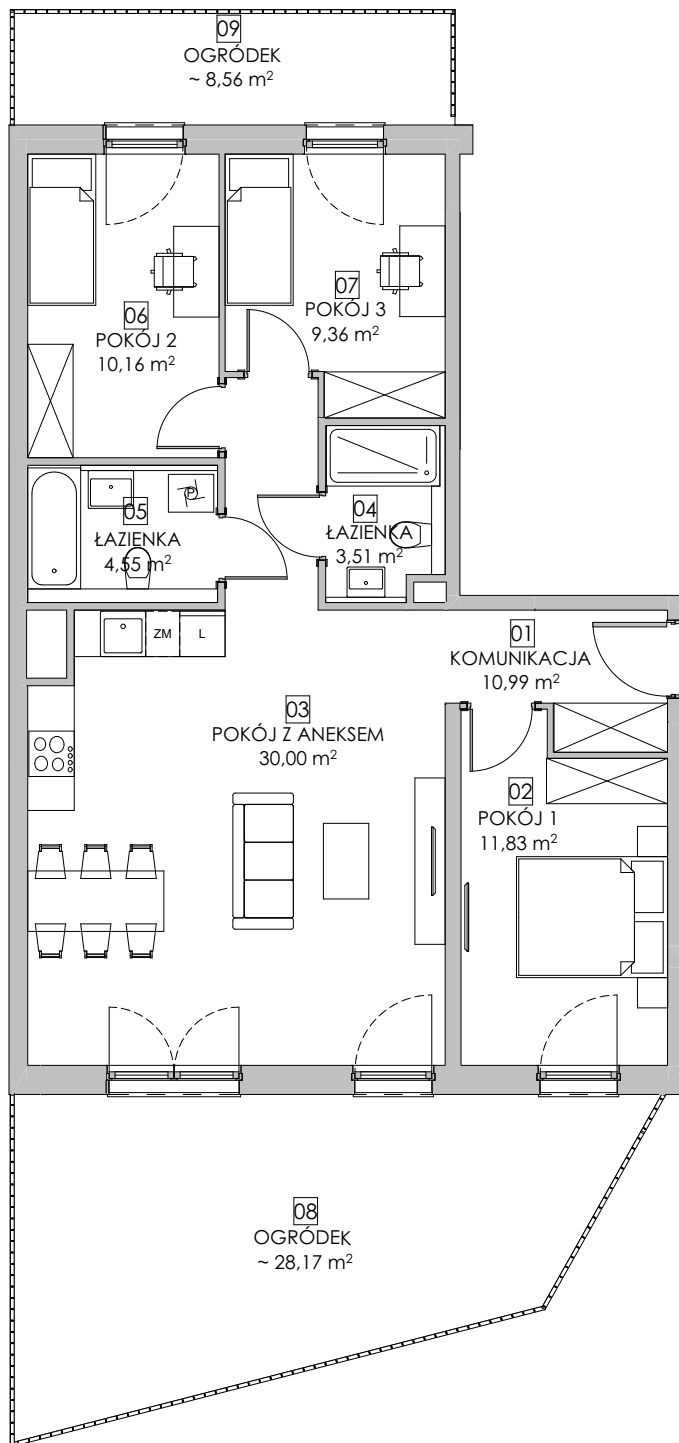 09
OGRÓDEK
~ 8,56 m²
06
POKÓJ 2
10,16 m²
07
POKÓJ 3
9,36 m²
05
ŁAZIENKA
4,55 m²
P
04
ŁAZIENKA
3,51 m²
ZM
L
01
KOMUNIKACJA
10,99 m²
03
POKÓJ Z ANEKSEM
30,00 m²
02
POKÓJ 1
11,83 m²
08
OGRÓDEK
~ 28,17 m²